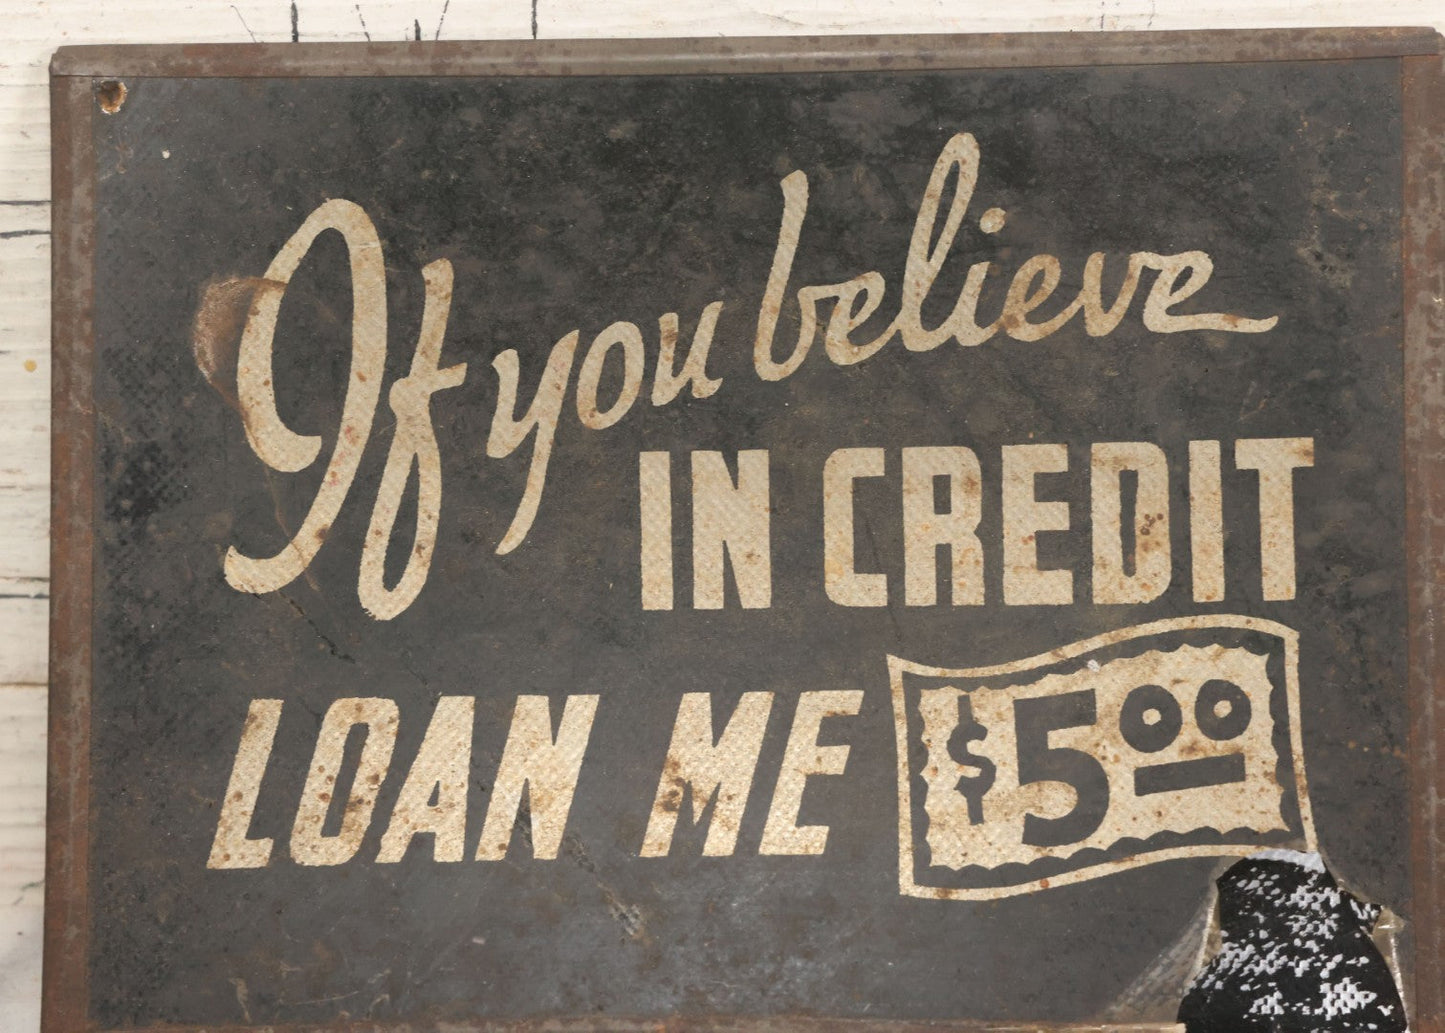 If you believe
IN CREDIT
LOAN ME $5.00